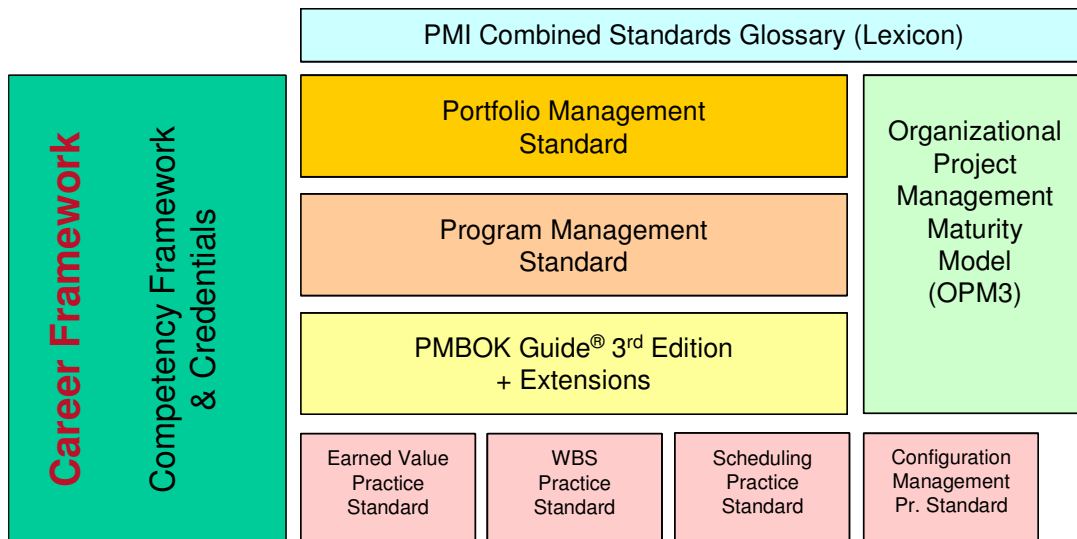 PMI Combined Standards Glossary (Lexicon)
Career Framework
Competency Framework
& Credentials
Portfolio Management
Standard
Program Management
Standard
PMBOK Guide® 3rd Edition
+ Extensions
Organizational
Project
Management
Maturity
Model
(OPM3)
Earned Value
Practice
Standard
WBS
Practice
Standard
Scheduling
Practice
Standard
Configuration
Management
Pr. Standard